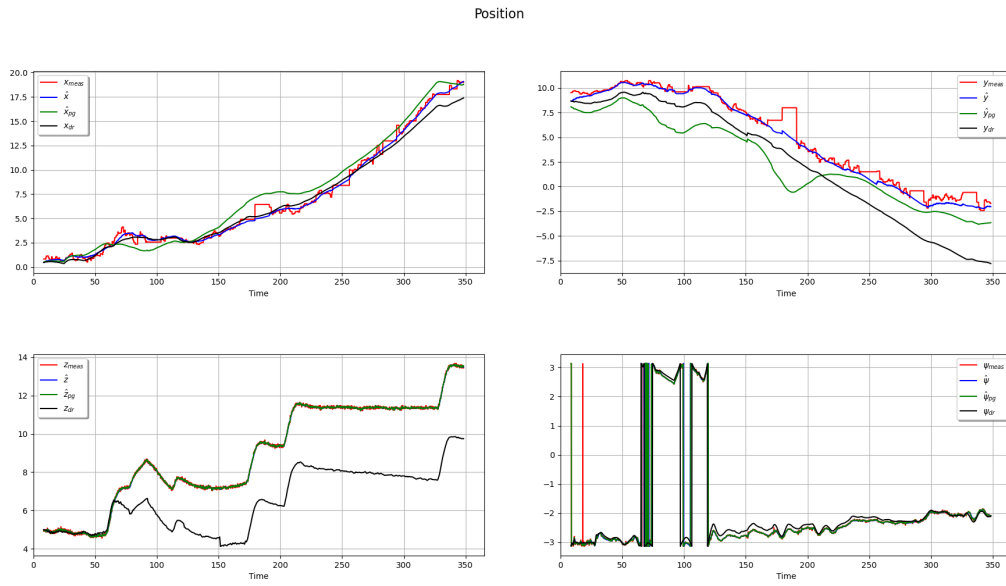 Position
20.0
17.5
15.0
12.5
10.0
7.5
5.0
2.5
0.0
x_meas
x̂
x̂_pg
x_dr
0 50 100 150 200 250 300 350
Time
10.0
7.5
5.0
2.5
0.0
−2.5
−5.0
−7.5
y_meas
ŷ
ŷ_pg
y_dr
0 50 100 150 200 250 300 350
Time
14
12
10
8
6
4
z_meas
ẑ
ẑ_pg
z_dr
0 50 100 150 200 250 300 350
Time
3
2
1
0
−1
−2
−3
ψ_meas
ψ̂
ψ̂_pg
ψ_dr
0 50 100 150 200 250 300 350
Time